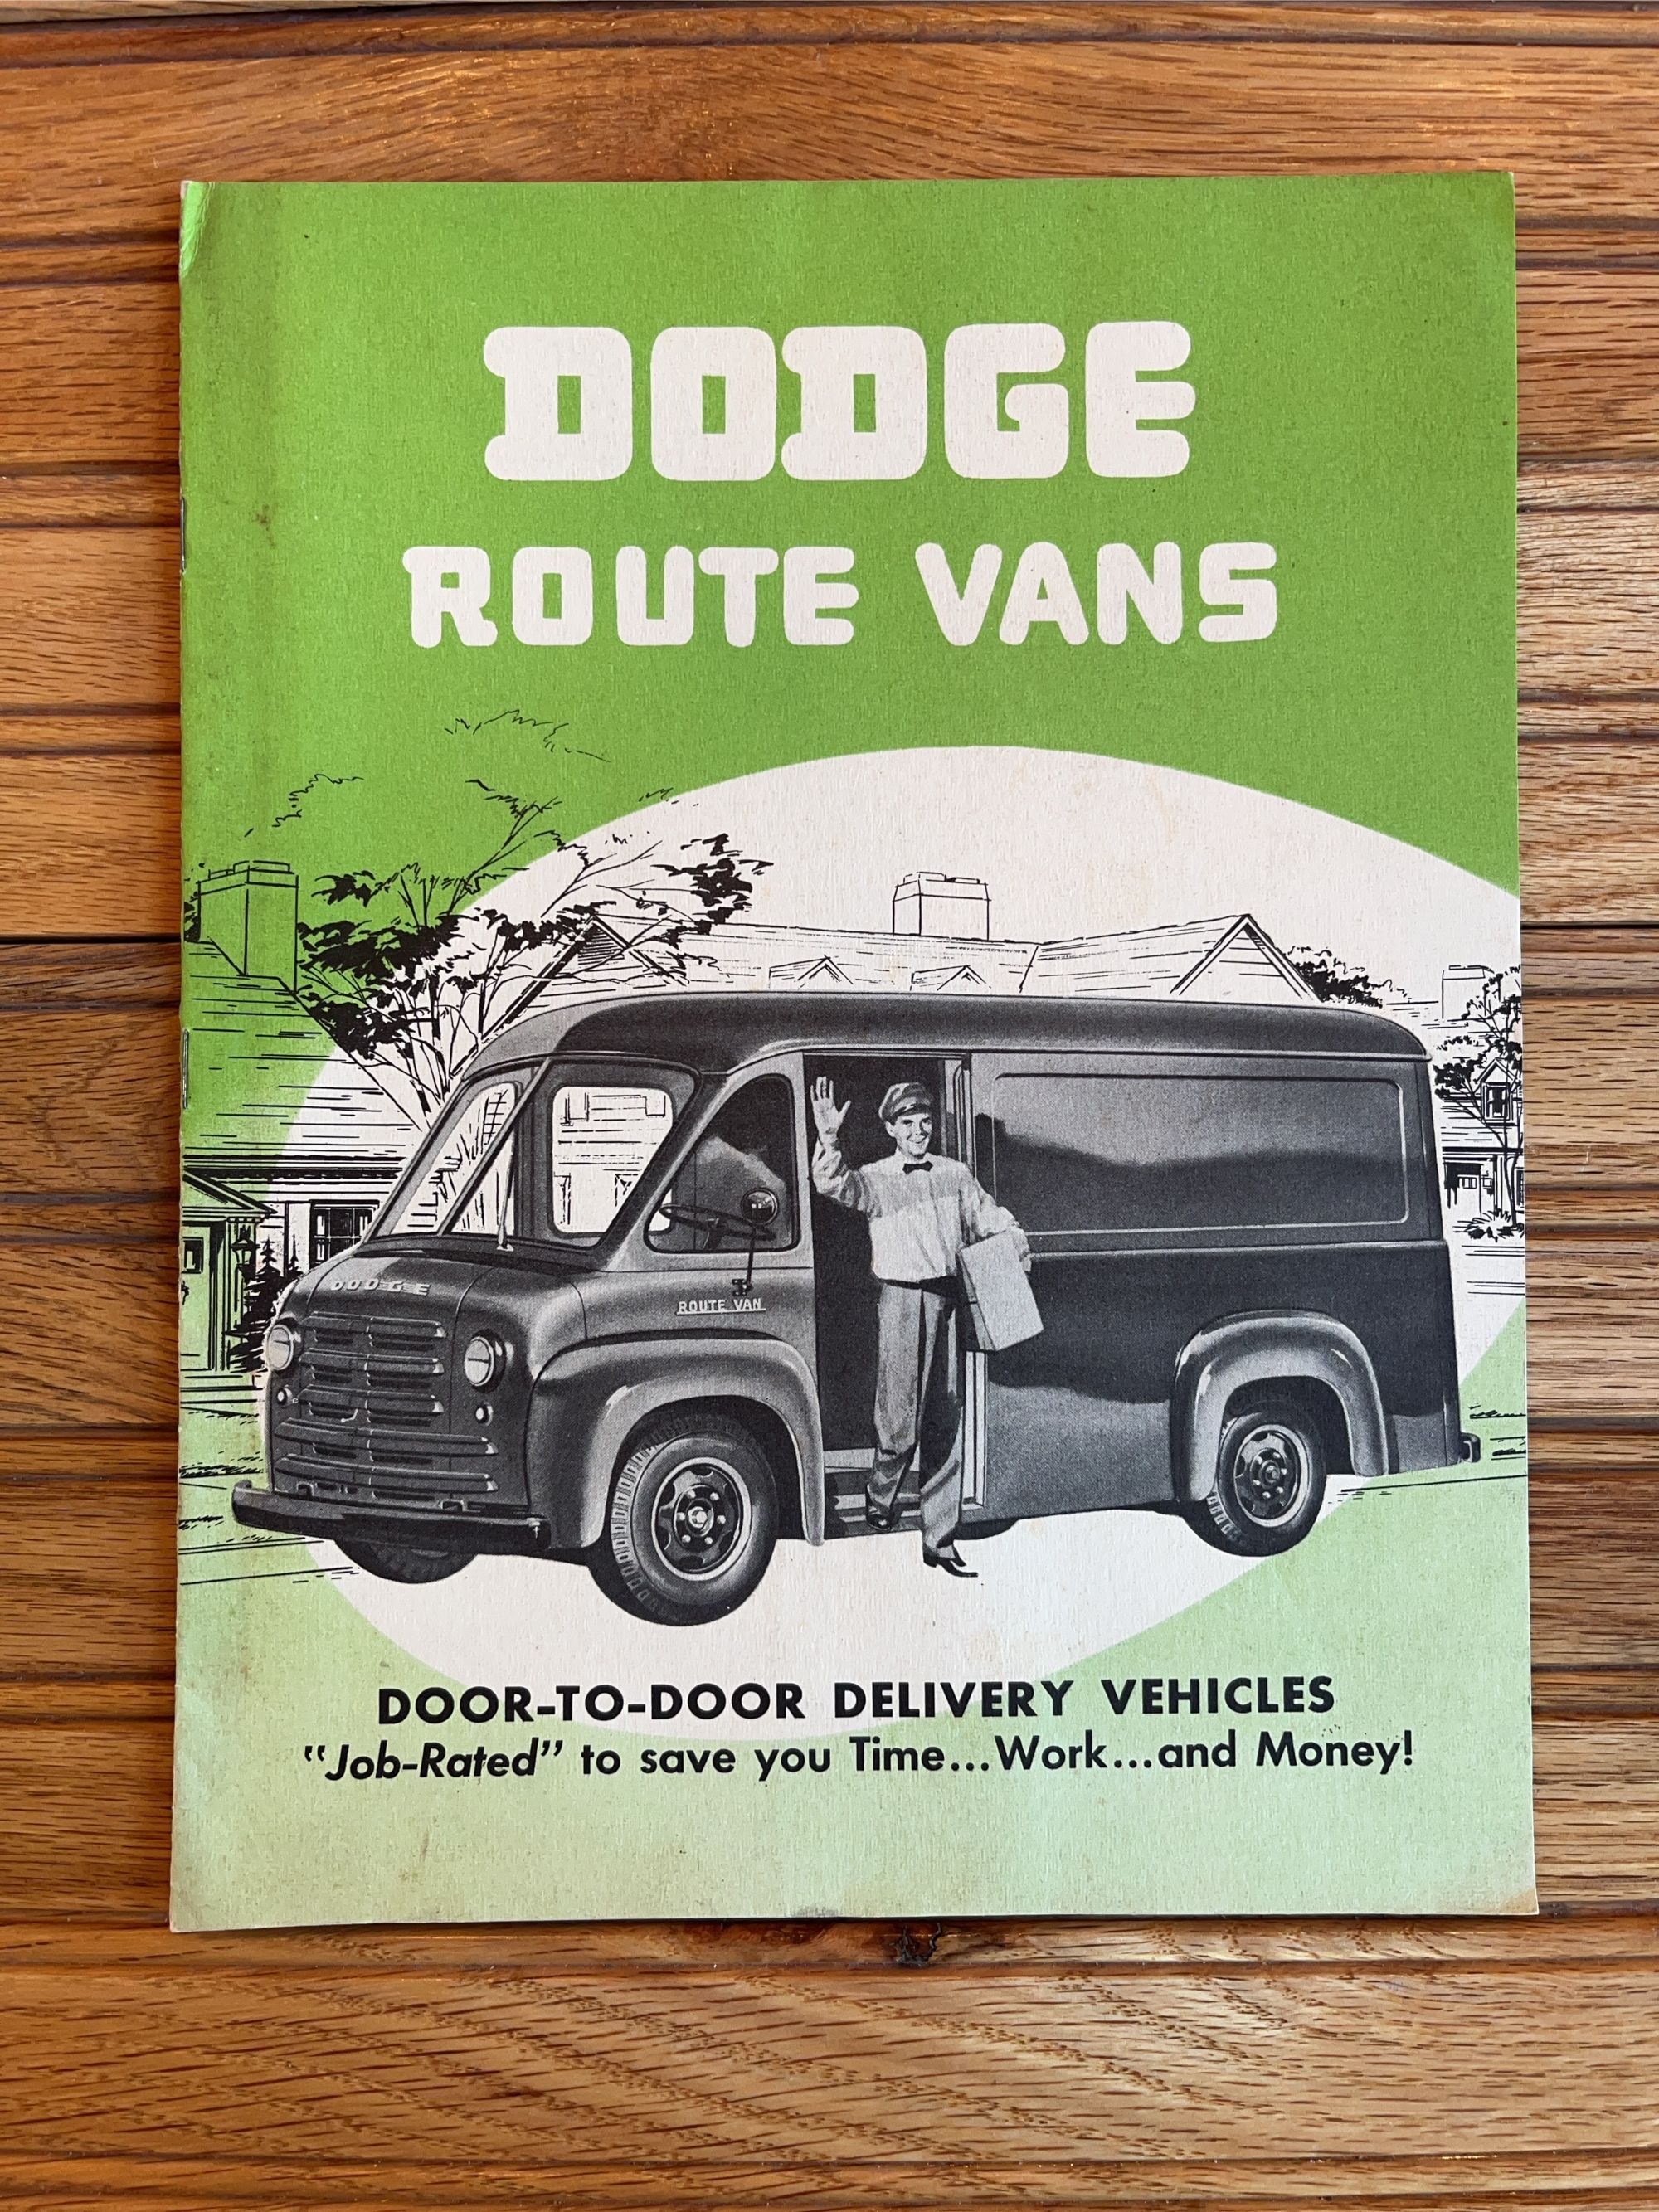 DODGE
ROUTE VANS
DODGE
ROUTE VAN
DOOR-TO-DOOR DELIVERY VEHICLES
"Job-Rated" to save you Time...Work...and Money!